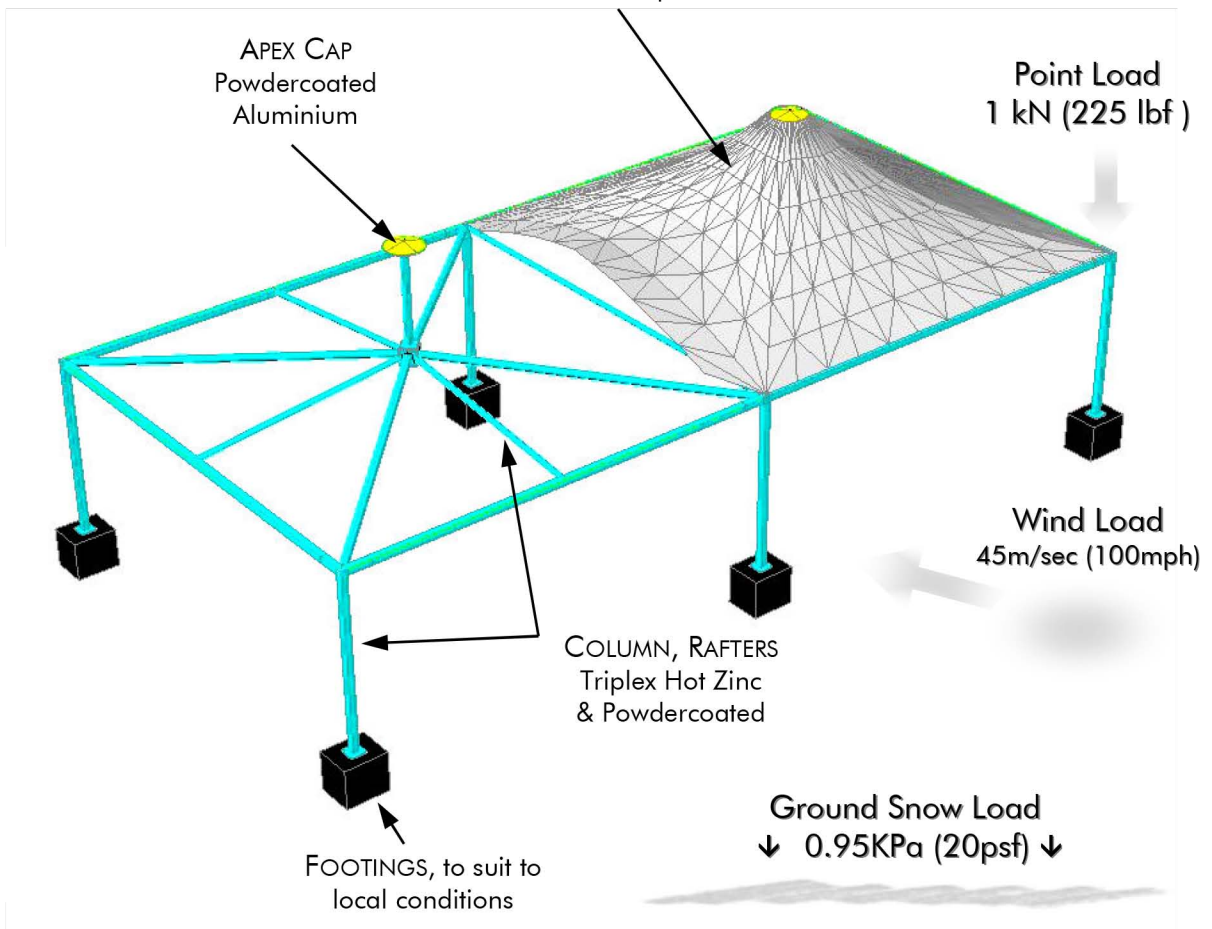 APEX CAP
Powdercoated
Aluminium
Point Load
1 kN (225 lbf )
Wind Load
45m/sec (100mph)
COLUMN, RAFTERS
Triplex Hot Zinc
& Powdercoated
Ground Snow Load
↓ 0.95KPa (20psf) ↓
FOOTINGS, to suit to
local conditions